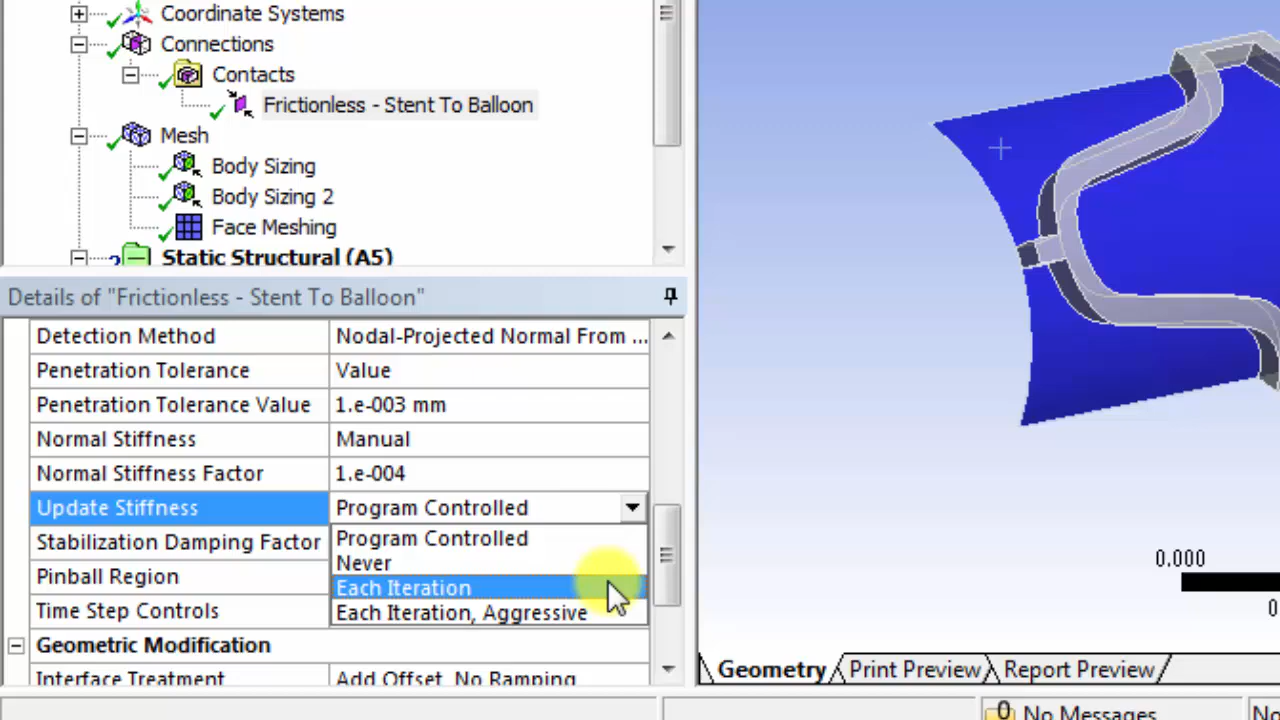 Coordinate Systems
Connections
Contacts
Frictionless - Stent To Balloon
Mesh
Body Sizing
Body Sizing 2
Face Meshing
Static Structural (A5)
Details of "Frictionless - Stent To Balloon"
Detection Method Nodal-Projected Normal From ...
Penetration Tolerance Value
Penetration Tolerance Value 1.e-003 mm
Normal Stiffness Manual
Normal Stiffness Factor 1.e-004
Update Stiffness Program Controlled
Program Controlled
Never
Each Iteration
Each Iteration, Aggressive
Stabilization Damping Factor
Pinball Region
Time Step Controls
Geometric Modification
Interface Treatment Add Offset, No Ramping
0.000
0
Geometry Print Preview Report Preview
0 No Messages No